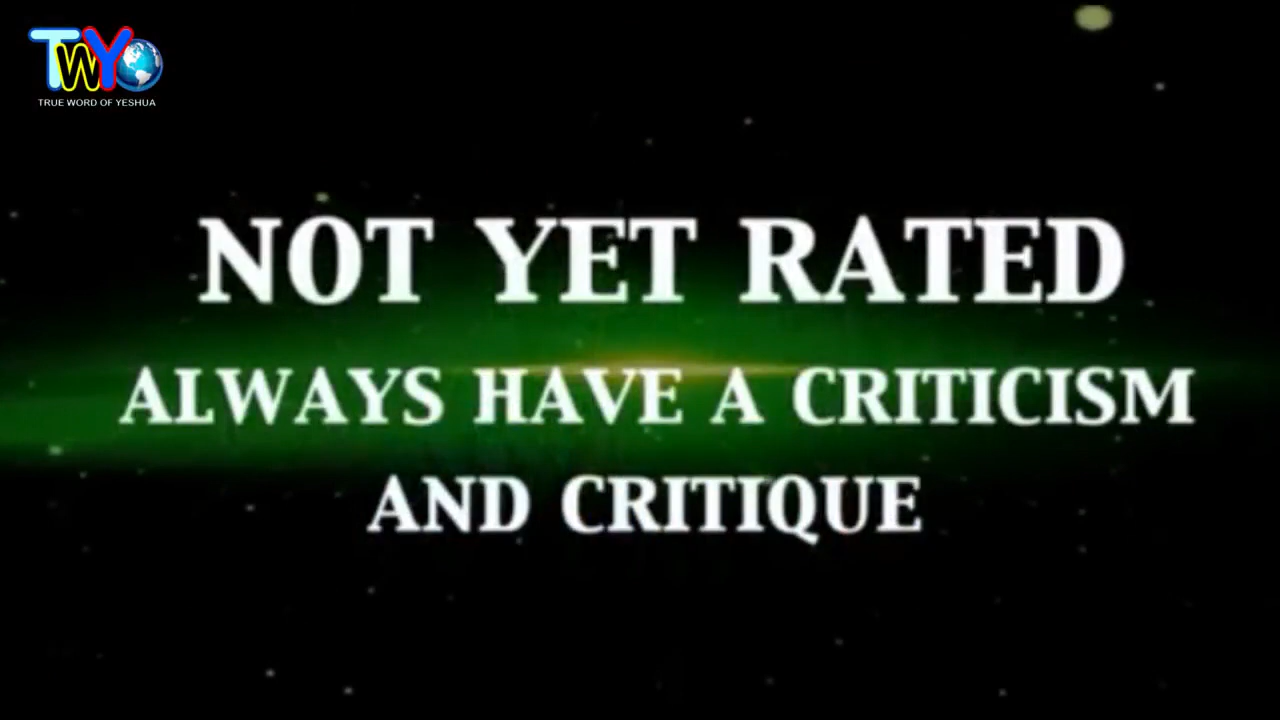 TWY
TRUE WORD OF YESHUA
NOT YET RATED
ALWAYS HAVE A CRITICISM
AND CRITIQUE